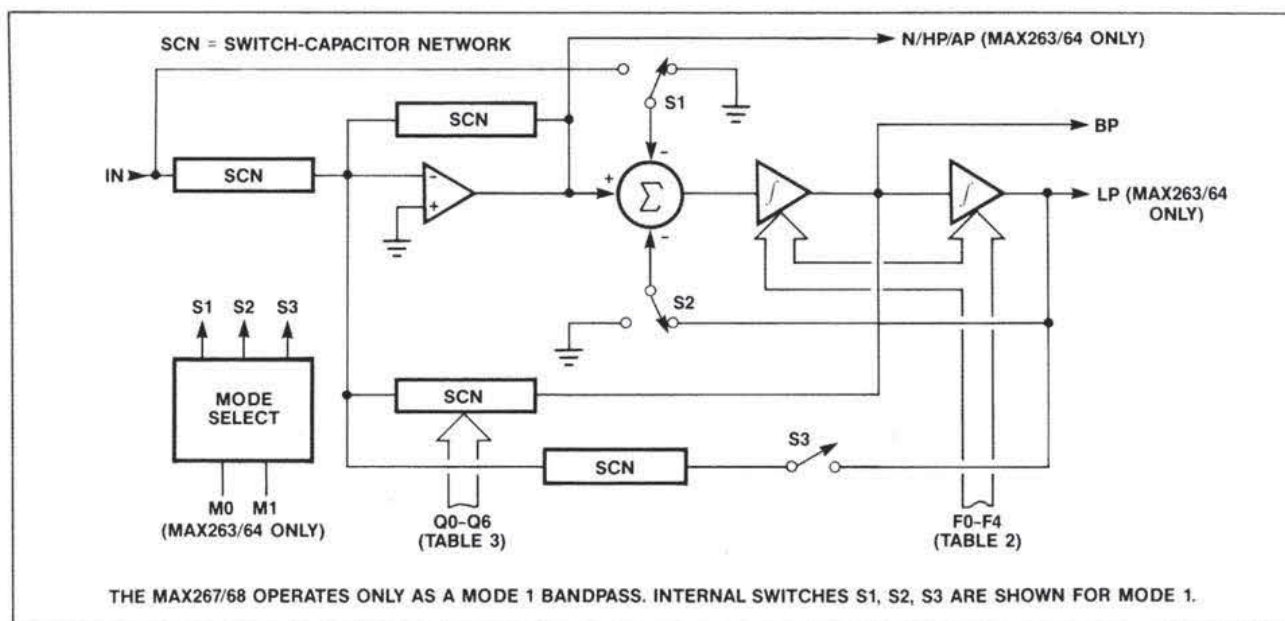 SCN = SWITCH-CAPACITOR NETWORK
N/HP/AP (MAX263/64 ONLY)
S1
SCN
BP
IN
SCN
-
+
+
-
Σ
-
∫
∫
LP (MAX263/64
ONLY)
S1 S2 S3
S2
MODE
SELECT
SCN
S3
SCN
M0 M1
(MAX263/64 ONLY)
Q0-Q6
(TABLE 3)
F0-F4
(TABLE 2)
THE MAX267/68 OPERATES ONLY AS A MODE 1 BANDPASS. INTERNAL SWITCHES S1, S2, S3 ARE SHOWN FOR MODE 1.